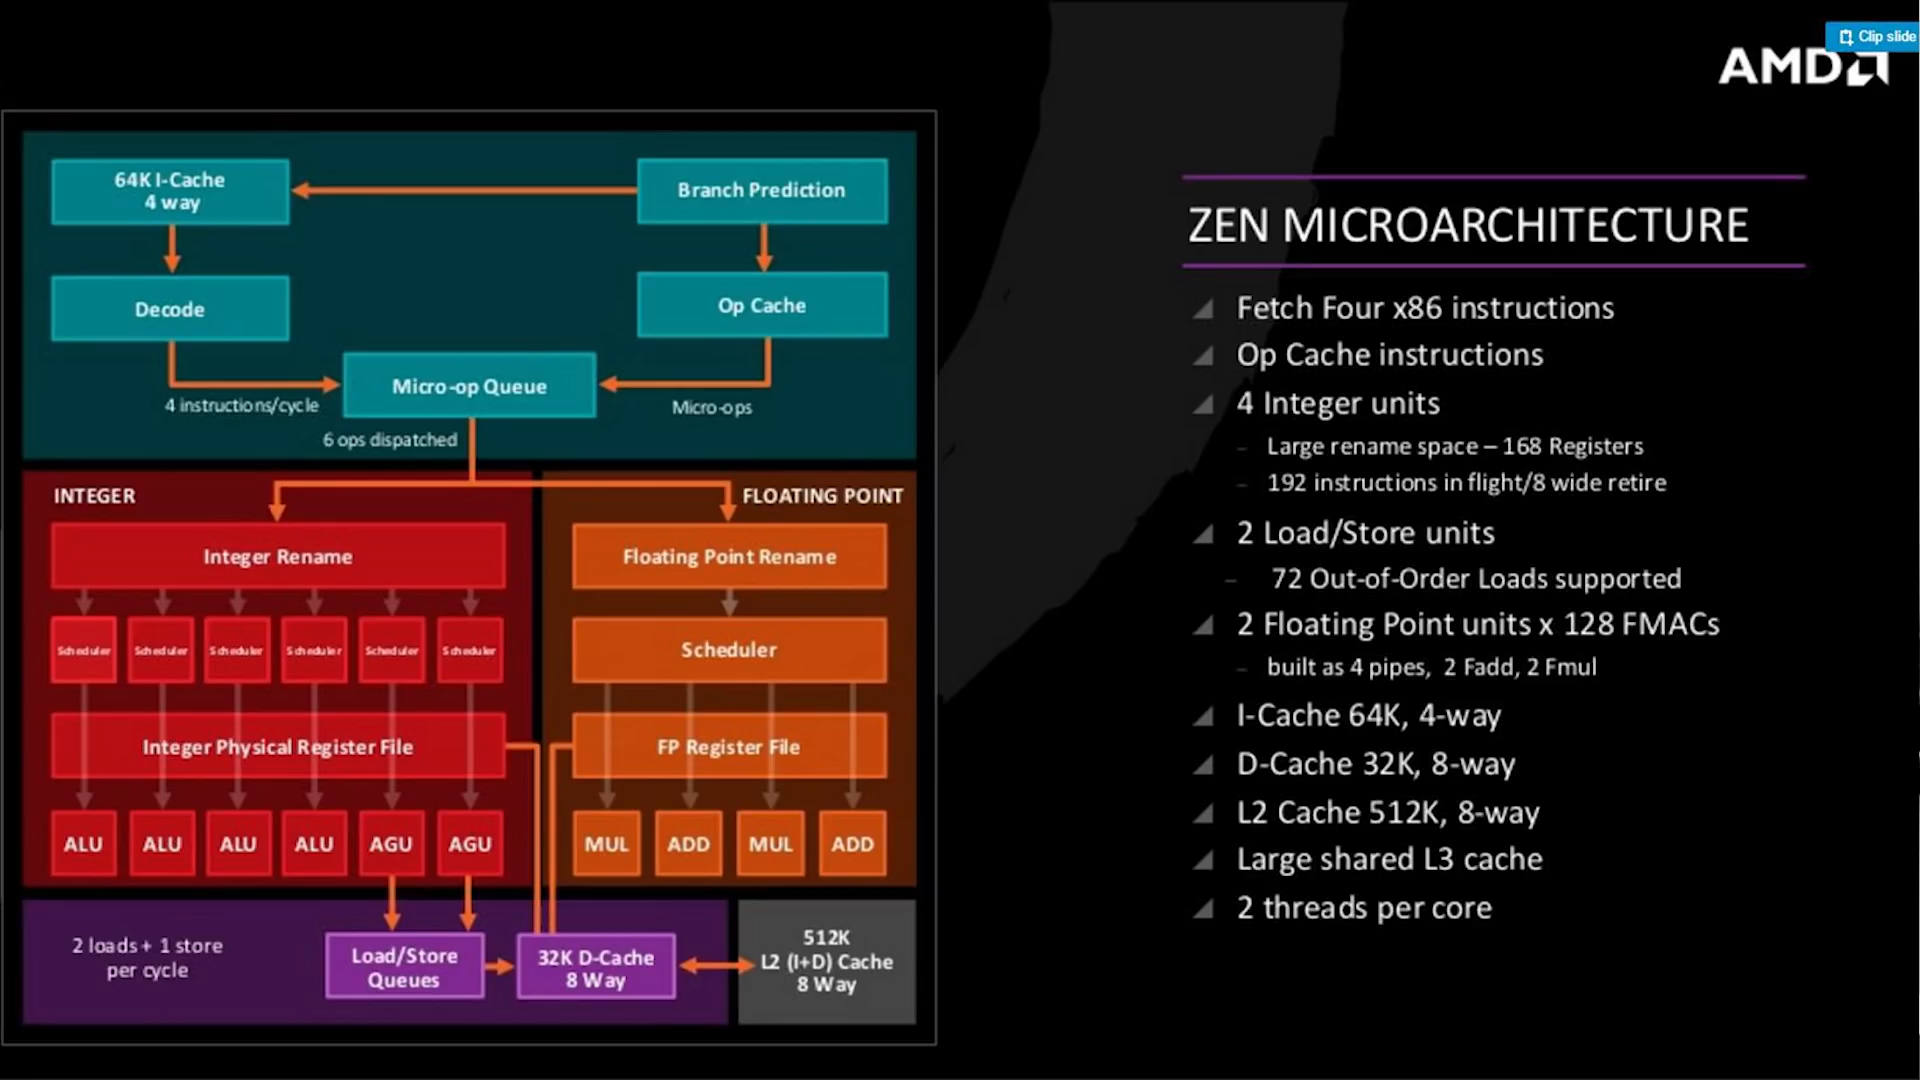 Clip slide
AMD
64K I-Cache
4 way
Branch Prediction
Decode
Op Cache
Micro-op Queue
4 instructions/cycle
Micro-ops
6 ops dispatched
INTEGER
FLOATING POINT
Integer Rename
Floating Point Rename
Scheduler
Scheduler
Scheduler
Scheduler
Scheduler
Scheduler
Scheduler
Integer Physical Register File
FP Register File
ALU
ALU
ALU
ALU
AGU
AGU
MUL
ADD
MUL
ADD
2 loads + 1 store
per cycle
Load/Store
Queues
32K D-Cache
8 Way
512K
L2 (I+D) Cache
8 Way
ZEN MICROARCHITECTURE
Fetch Four x86 instructions
Op Cache instructions
4 Integer units
– Large rename space – 168 Registers
– 192 instructions in flight/8 wide retire
2 Load/Store units
– 72 Out-of-Order Loads supported
2 Floating Point units x 128 FMACs
– built as 4 pipes, 2 Fadd, 2 Fmul
I-Cache 64K, 4-way
D-Cache 32K, 8-way
L2 Cache 512K, 8-way
Large shared L3 cache
2 threads per core